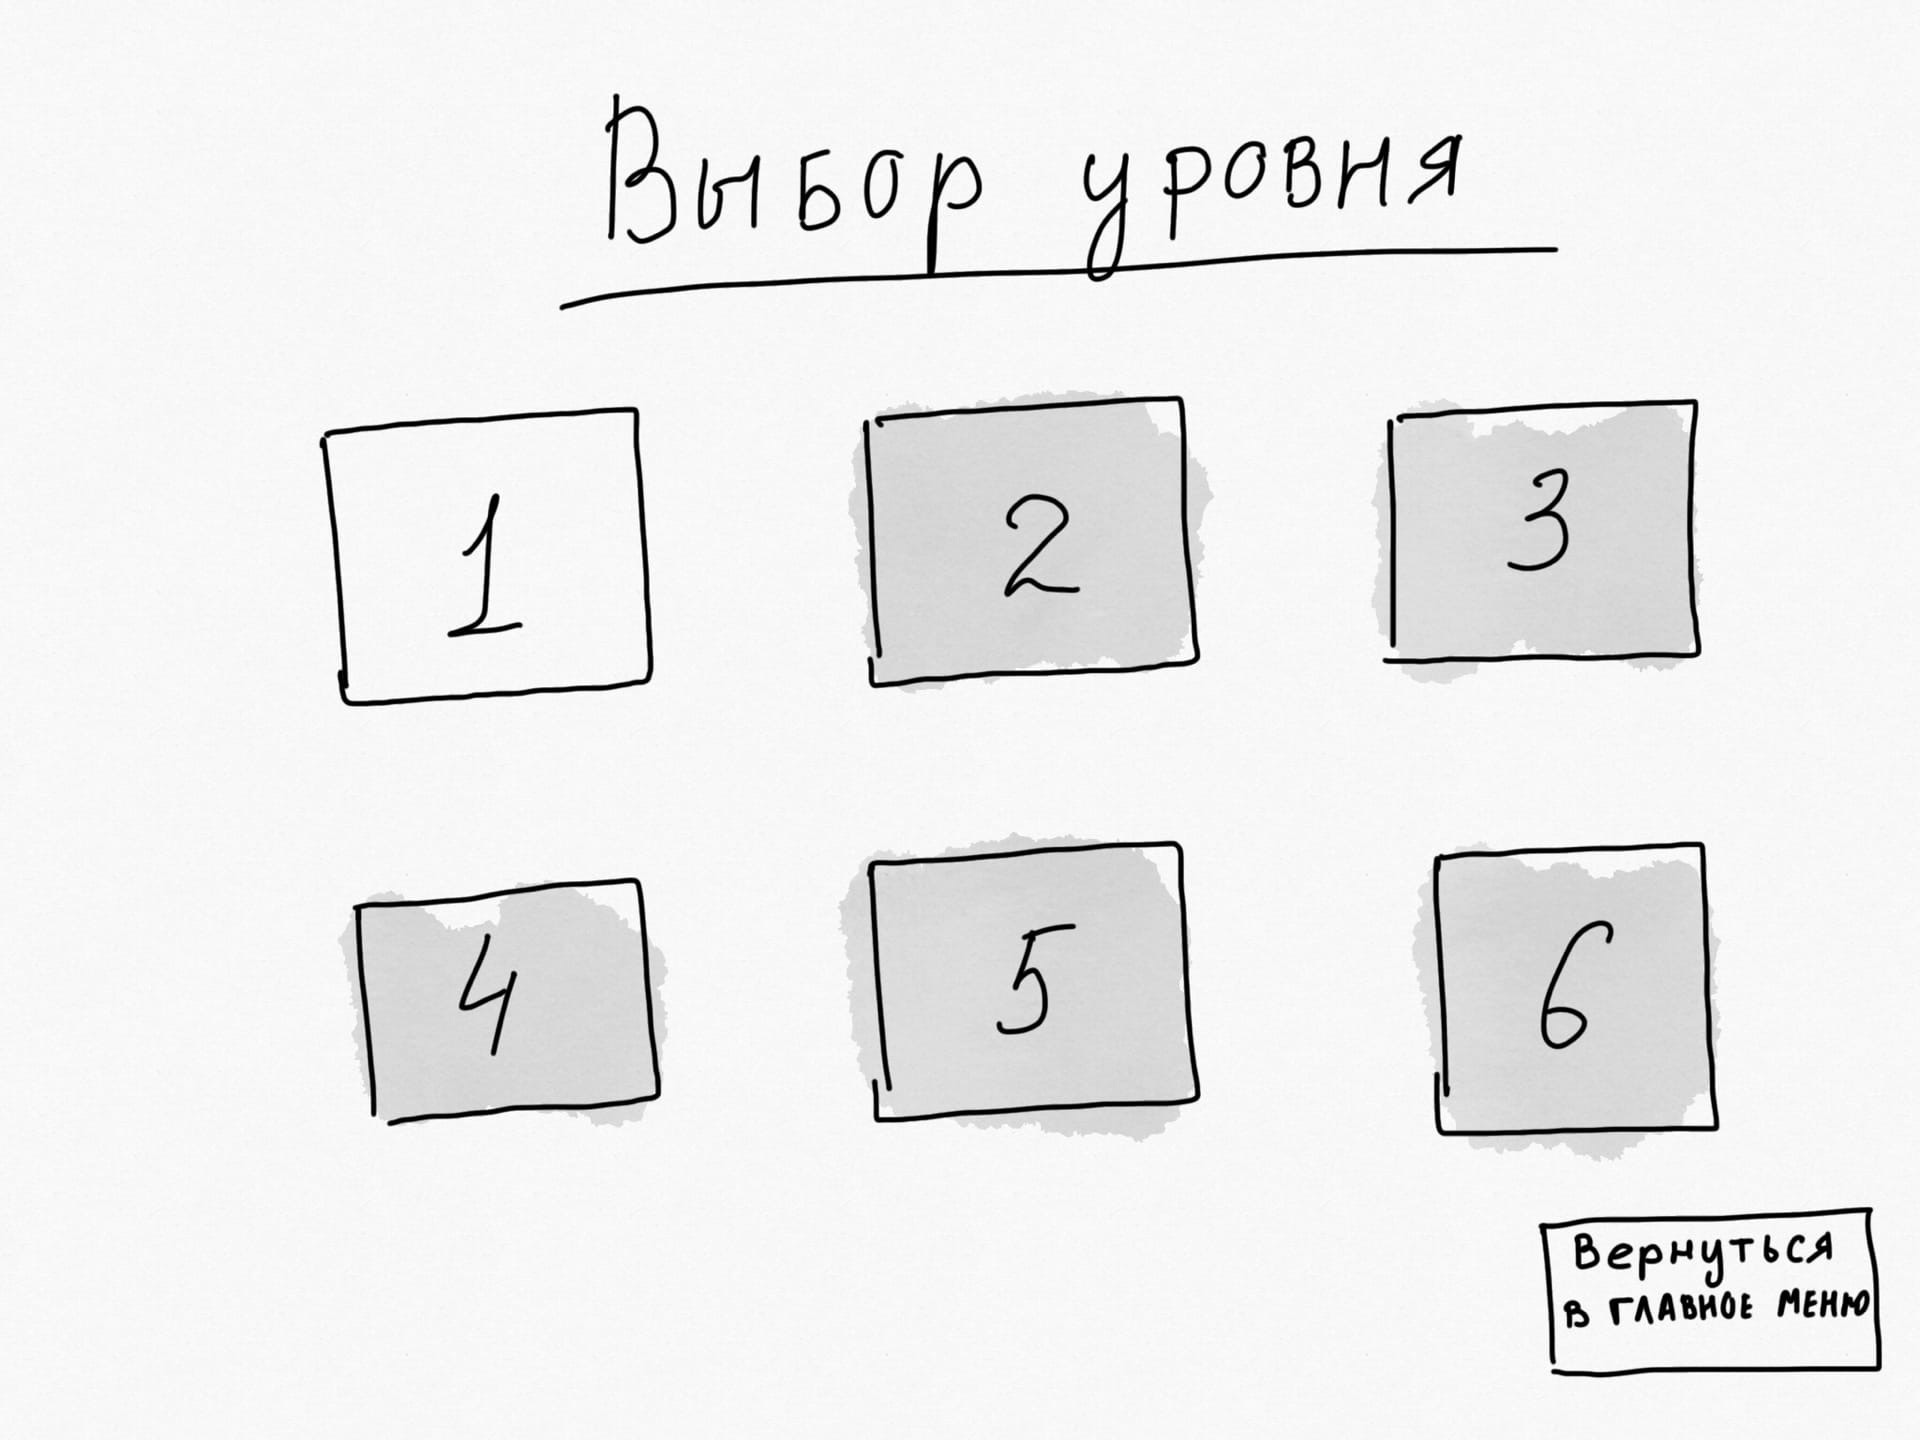 Выбор уровня
1 2 3
4 5 6
Вернуться
в главное меню